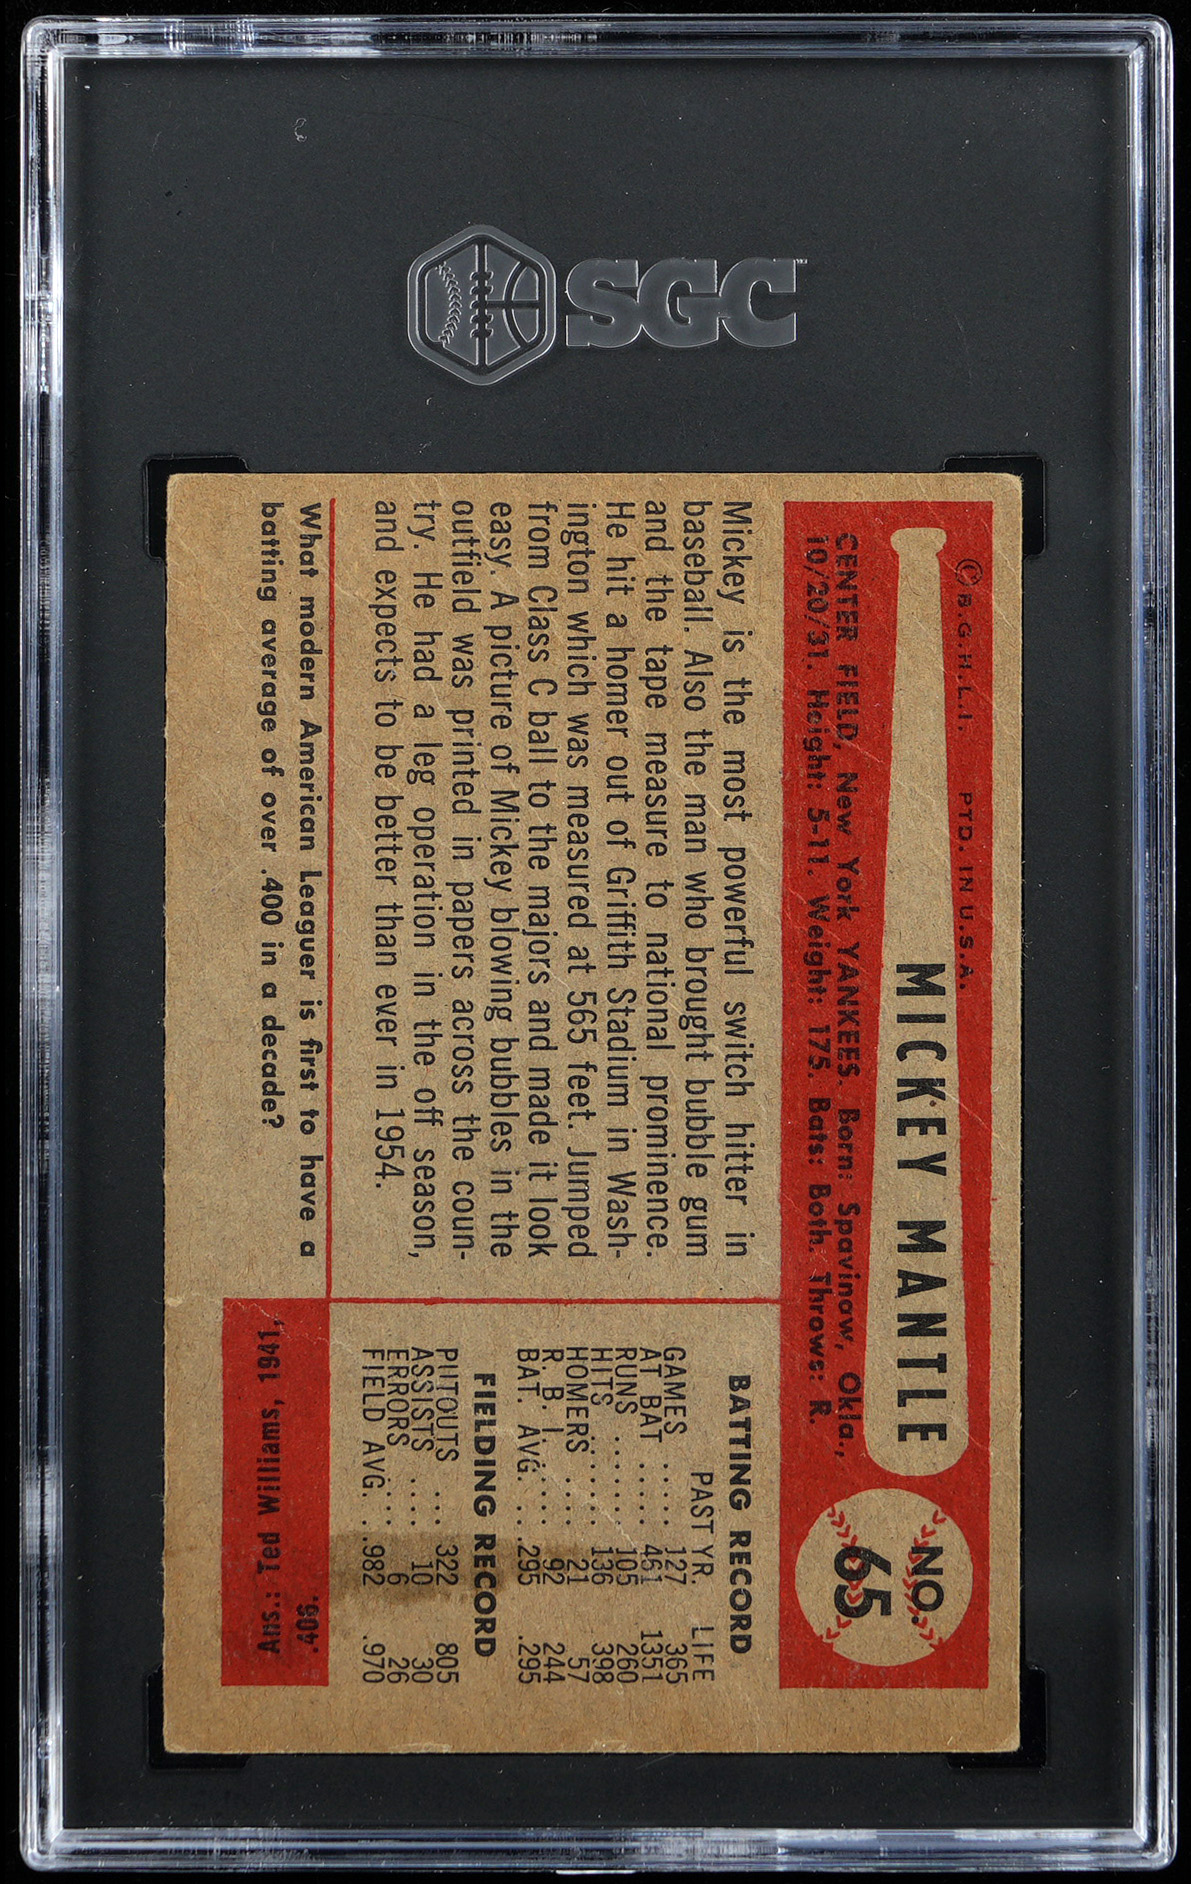 SGC
© B.G.H.L.I. PTD. IN U.S.A.
MICKEY MANTLE
NO.
65
CENTER FIELD, New York YANKEES. Born: Spavinaw, Okla.,
10/20/31. Height: 5-11. Weight: 175. Bats: Both. Throws: R.
Mickey is the most powerful switch hitter in
baseball. Also the man who brought bubble gum
and the tape measure to national prominence.
He hit a homer out of Griffith Stadium in Wash-
ington which was measured at 565 feet. Jumped
from Class C ball to the majors and made it look
easy. A picture of Mickey blowing bubbles in the
outfield was printed in papers across the coun-
try. He had a leg operation in the off season,
and expects to be better than ever in 1954.
BATTING RECORD
PAST YR. LIFE
GAMES ..... 127 365
AT BAT .... 461 1351
RUNS ...... 105 260
HITS ...... 136 398
HOMERS .... 21 57
R. B. I. .... 92 244
BAT. AVG. .. .295 .295
FIELDING RECORD
PUTOUTS ... 322 805
ASSISTS .... 10 30
ERRORS .... 6 26
FIELD AVG. .. .982 .970
What modern American Leaguer is first to have a
batting average of over .400 in a decade?
Ans.: Ted Williams, 1941,
.406.